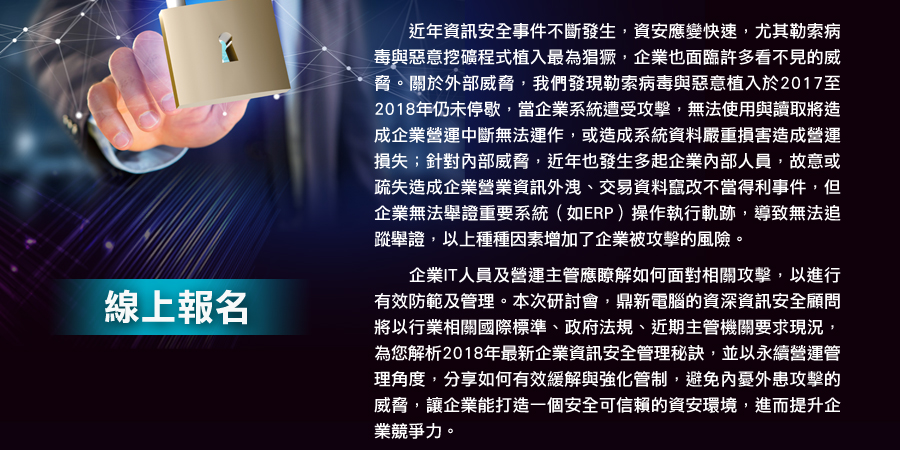 近年資訊安全事件不斷發生，資安應變快速，尤其勒索病
毒與惡意挖礦程式植入最為猖獗，企業也面臨許多看不見的威
脅。關於外部威脅，我們發現勒索病毒與惡意植入於2017至
2018年仍未停歇，當企業系統遭受攻擊，無法使用與讀取將造
成企業營運中斷無法運作，或造成系統資料嚴重損害造成營運
損失；針對內部威脅，近年也發生多起企業內部人員，故意或
疏失造成企業營業資訊外洩、交易資料竄改不當得利事件，但
企業無法舉證重要系統（如ERP）操作執行軌跡，導致無法追
蹤舉證，以上種種因素增加了企業被攻擊的風險。
企業IT人員及營運主管應瞭解如何面對相關攻擊，以進行
有效防範及管理。本次研討會，鼎新電腦的資深資訊安全顧問
將以行業相關國際標準、政府法規、近期主管機關要求現況，
為您解析2018年最新企業資訊安全管理秘訣，並以永續營運管
理角度，分享如何有效緩解與強化管制，避免內憂外患攻擊的
威脅，讓企業能打造一個安全可信賴的資安環境，進而提升企
業競爭力。
線上報名